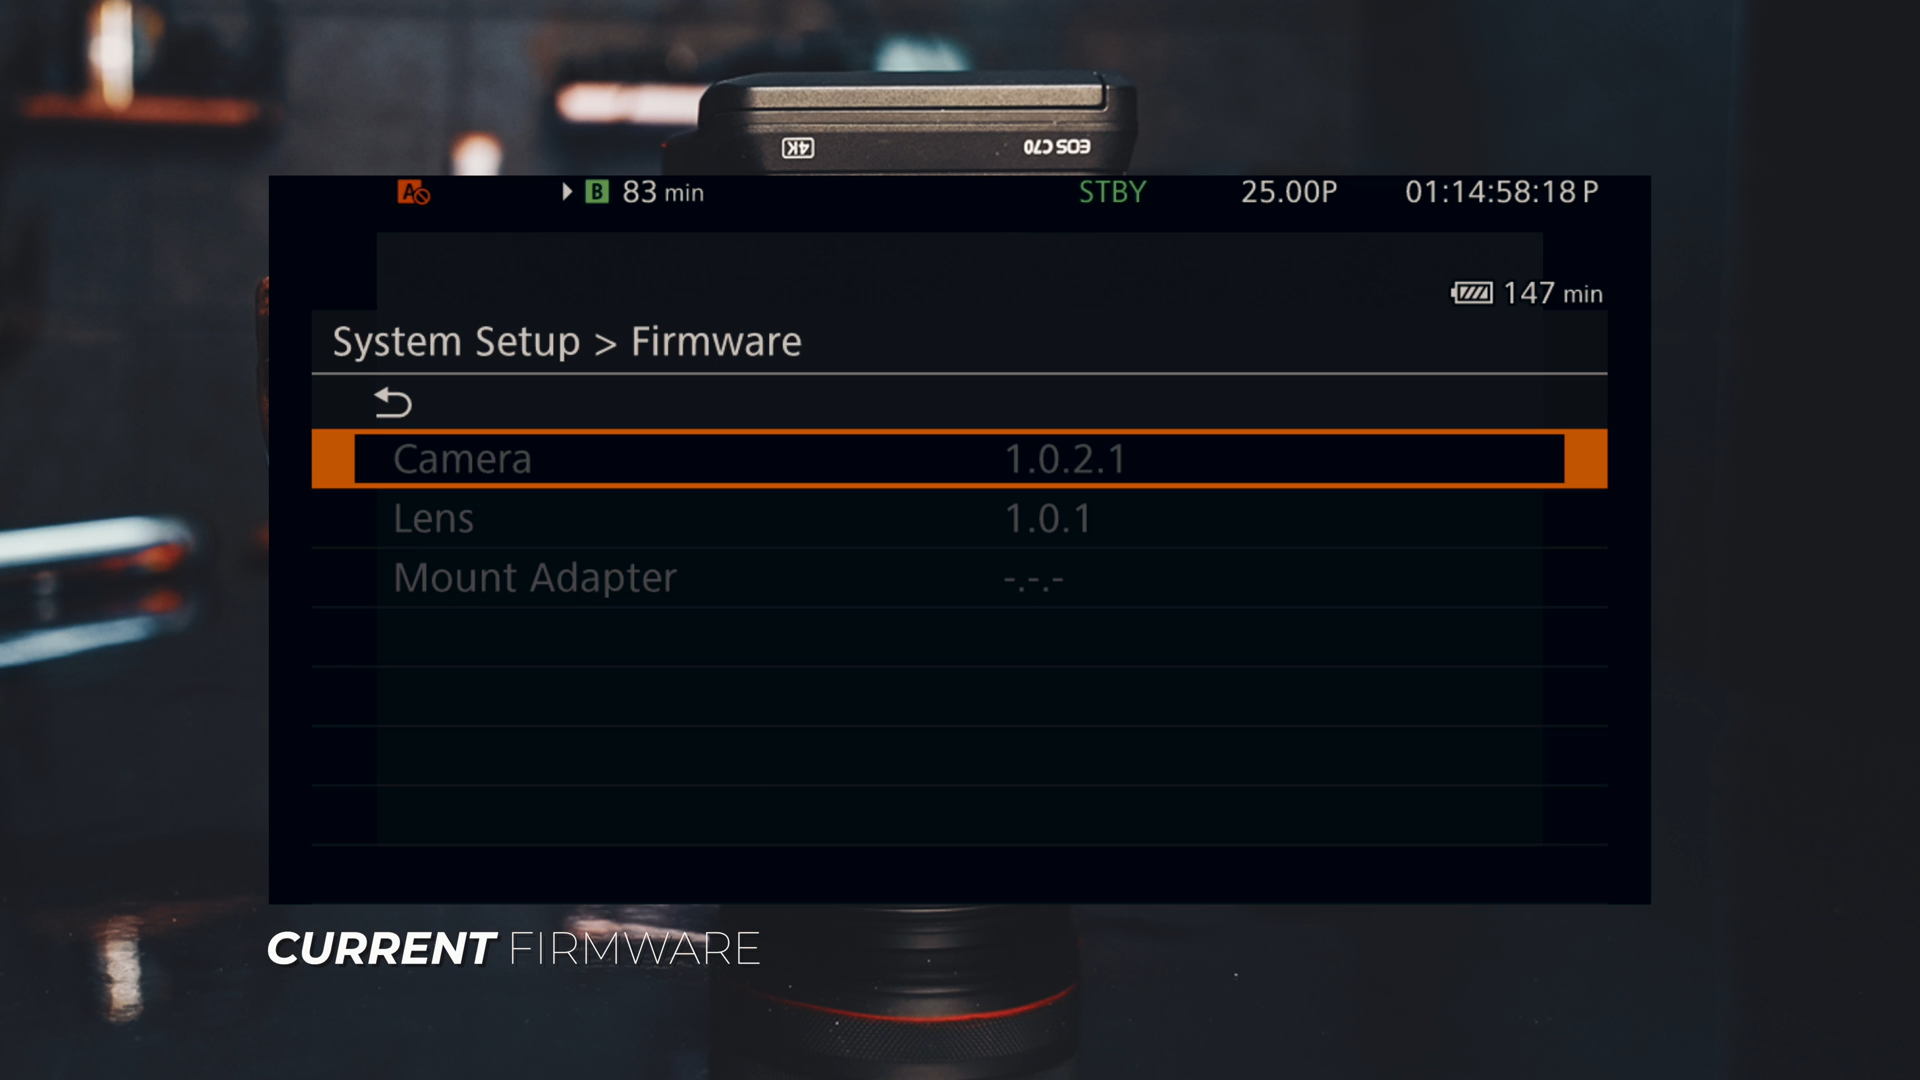 4K EOS C70
A B 83 min STBY 25.00P 01:14:58:18 P
147 min
System Setup > Firmware
Camera 1.0.2.1
Lens 1.0.1
Mount Adapter -.-.-
CURRENT FIRMWARE